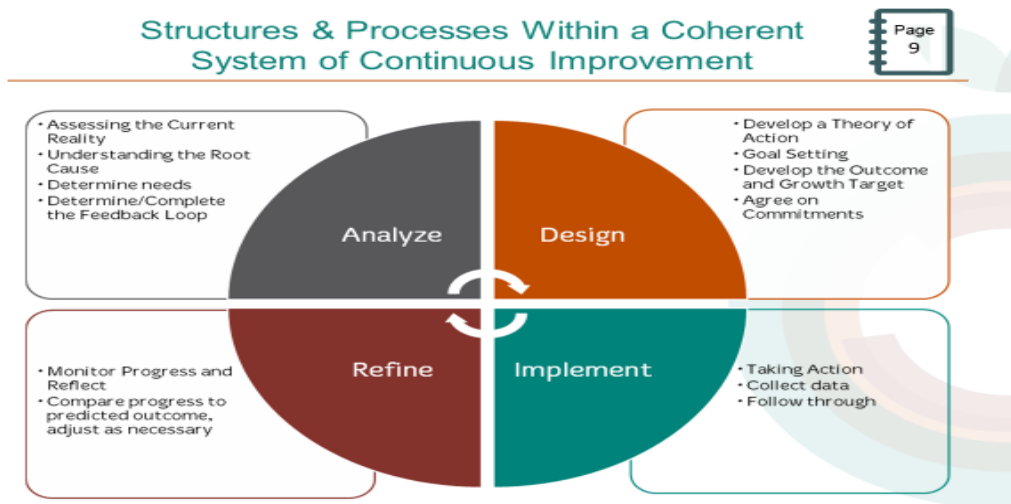 Structures & Processes Within a Coherent
System of Continuous Improvement
Page
9
• Assessing the Current
Reality
• Understanding the Root
Cause
• Determine needs
• Determine/Complete
the Feedback Loop
Analyze
Design
• Develop a Theory of
Action
• Goal Setting
• Develop the Outcome
and Growth Target
• Agree on
Commitments
• Monitor Progress and
Reflect
• Compare progress to
predicted outcome,
adjust as necessary
Refine
Implement
• Taking Action
• Collect data
• Follow through